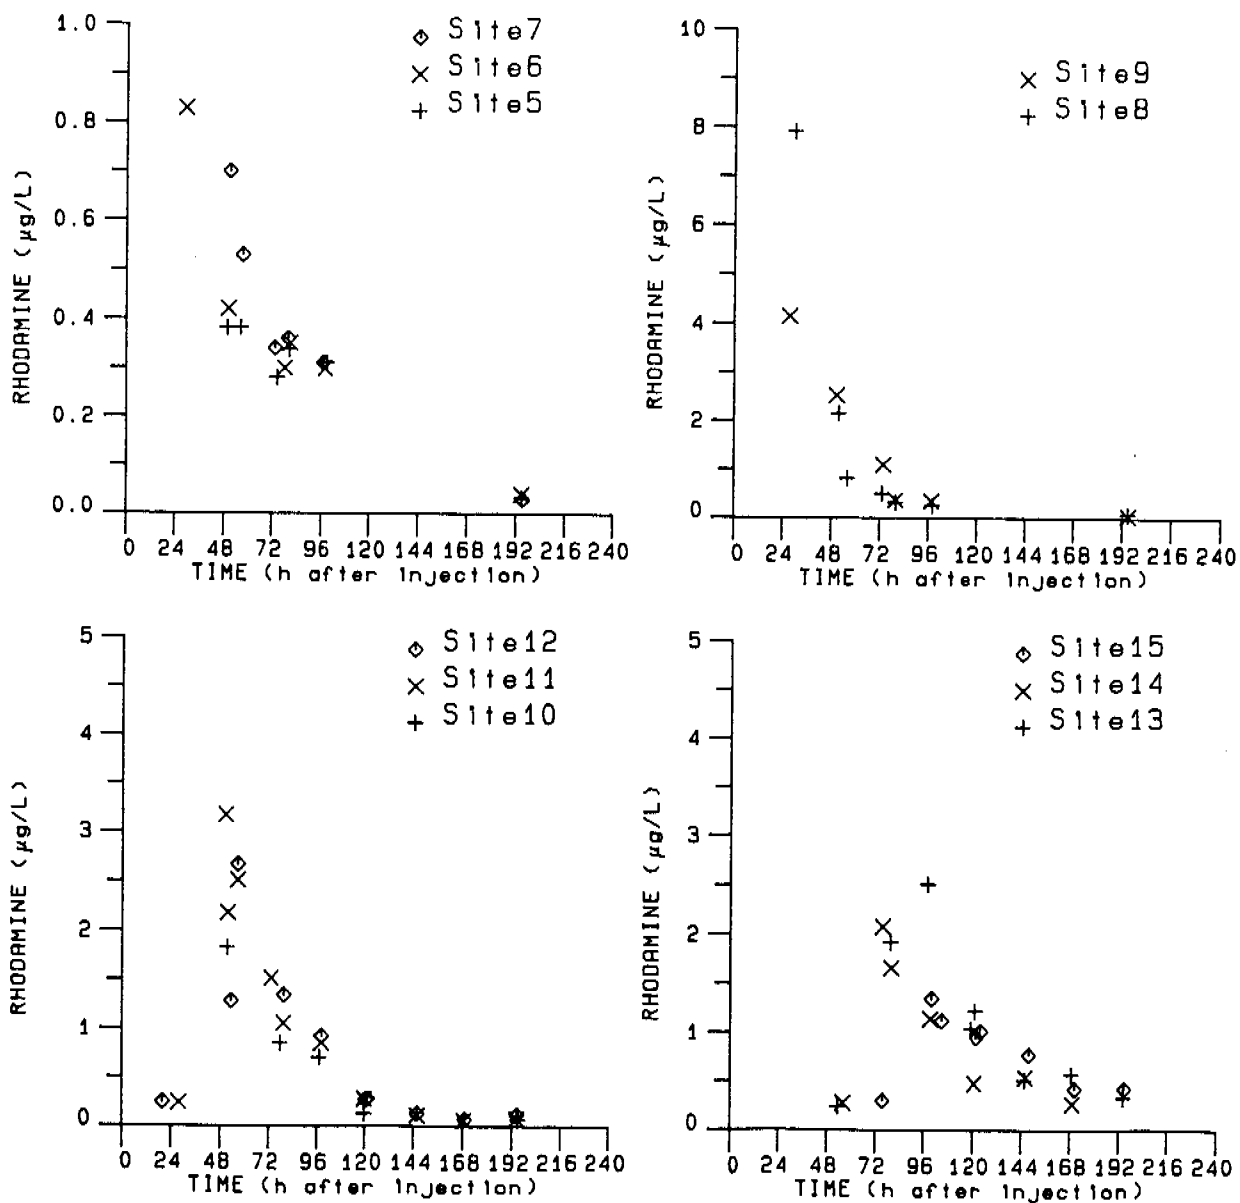 1.0
0.8
0.6
0.4
0.2
0.0
RHODAMINE (µg/L)
Site7
Site6
Site5
0 24 48 72 96 120 144 168 192 216 240
TIME (h after injection)
10
8
6
4
2
0
RHODAMINE (µg/L)
Site9
Site8
0 24 48 72 96 120 144 168 192 216 240
TIME (h after injection)
5
4
3
2
1
0
RHODAMINE (µg/L)
Site12
Site11
Site10
0 24 48 72 96 120 144 168 192 216 240
TIME (h after injection)
5
4
3
2
1
0
RHODAMINE (µg/L)
Site15
Site14
Site13
0 24 48 72 96 120 144 168 192 216 240
TIME (h after injection)